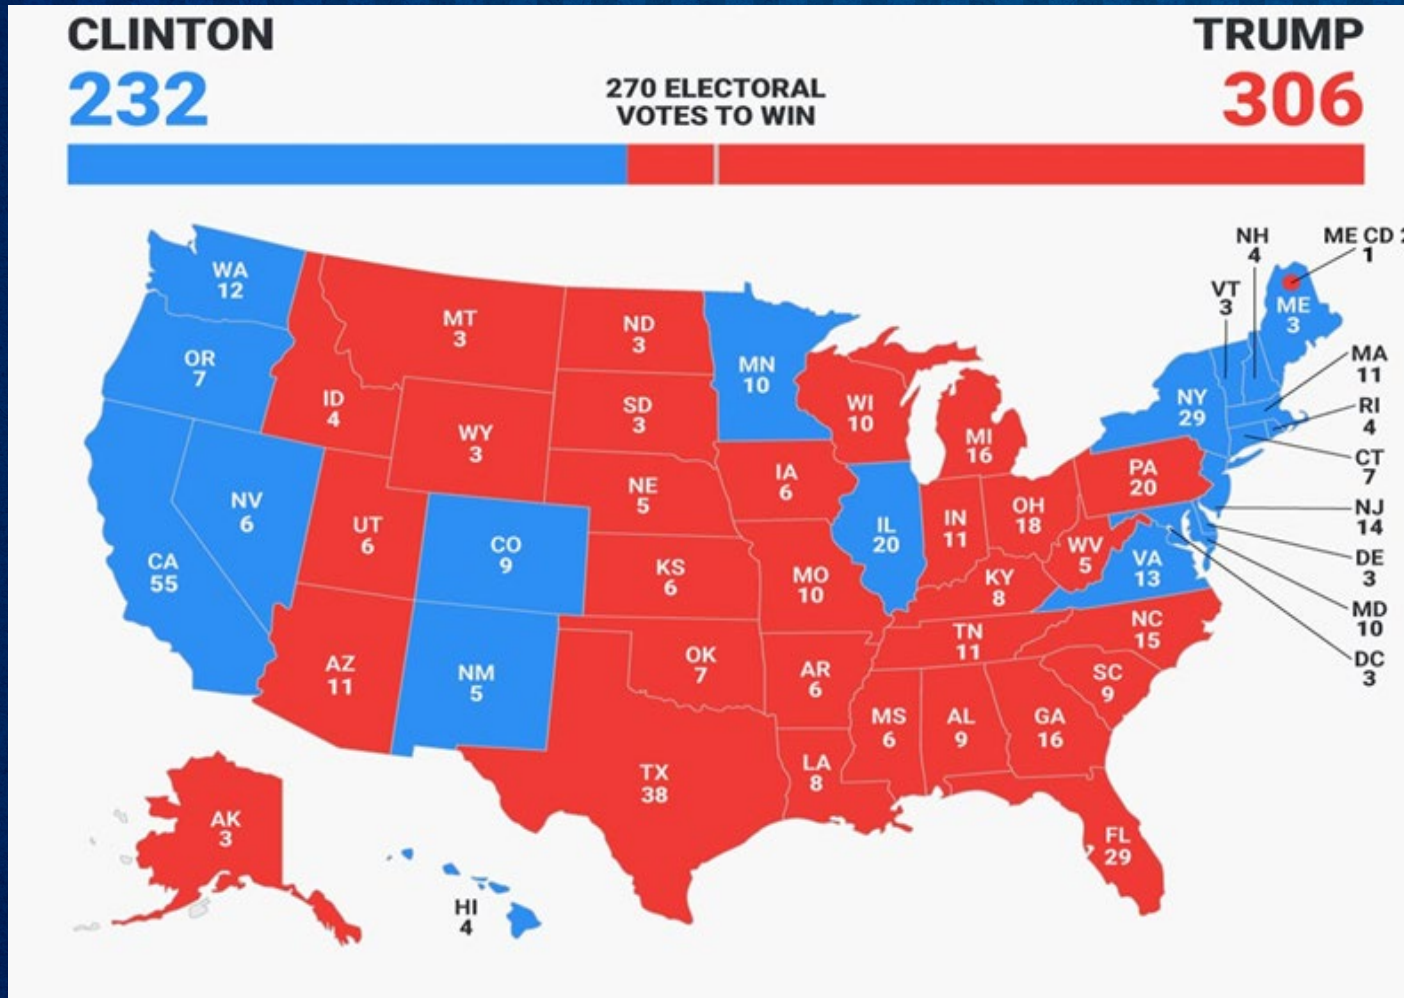 CLINTON
TRUMP
232
270 ELECTORAL
VOTES TO WIN
306
NH
4
ME CD 2
1
VT
3
WA
12
MT
3
ND
3
MN
10
ME
3
MA
11
OR
7
ID
4
WY
3
SD
3
WI
10
MI
16
NY
29
RI
4
CT
7
NV
6
UT
6
CO
9
NE
5
IA
6
IL
20
IN
11
OH
18
PA
20
NJ
14
CA
55
KS
6
MO
10
KY
8
WV
5
VA
13
DE
3
MD
10
AZ
11
NM
5
OK
7
AR
6
TN
11
NC
15
SC
9
DC
3
TX
38
LA
8
MS
6
AL
9
GA
16
AK
3
HI
4
FL
29